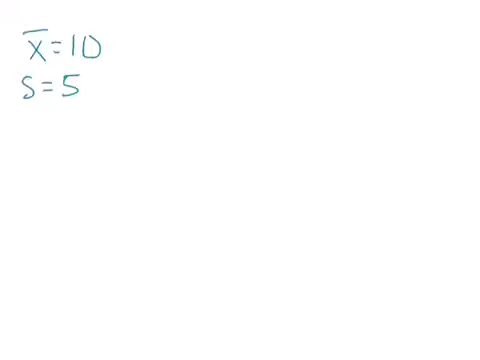 x̄ = 10
S = 5